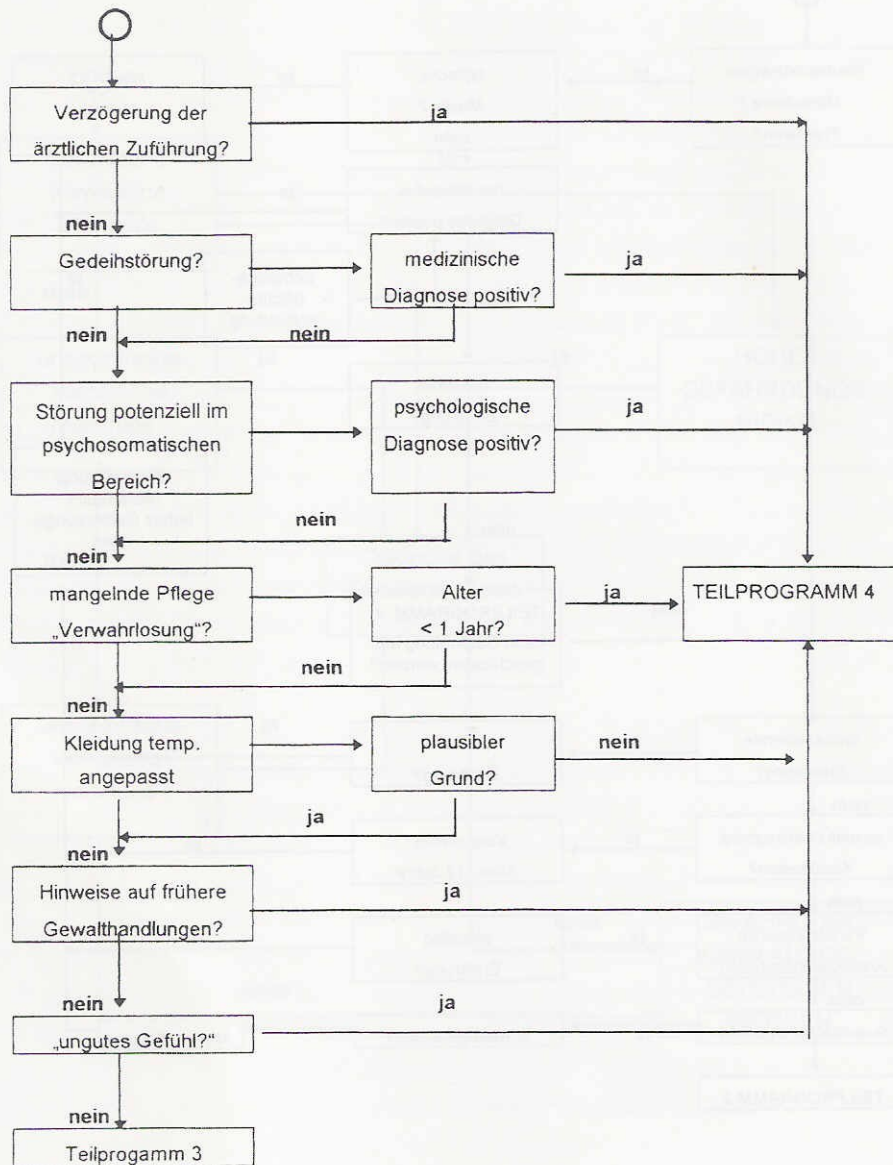 Verzögerung der
ärztlichen Zuführung?
ja
nein
Gedeihstörung?
medizinische
Diagnose positiv?
ja
nein
nein
Störung potenziell im
psychosomatischen
Bereich?
psychologische
Diagnose positiv?
ja
nein
nein
mangelnde Pflege
„Verwahrlosung“?
Alter
< 1 Jahr?
ja
TEILPROGRAMM 4
nein
nein
Kleidung temp.
angepasst
plausibler
Grund?
nein
ja
nein
Hinweise auf frühere
Gewalthandlungen?
ja
nein
ja
„ungutes Gefühl?“
nein
Teilprogamm 3